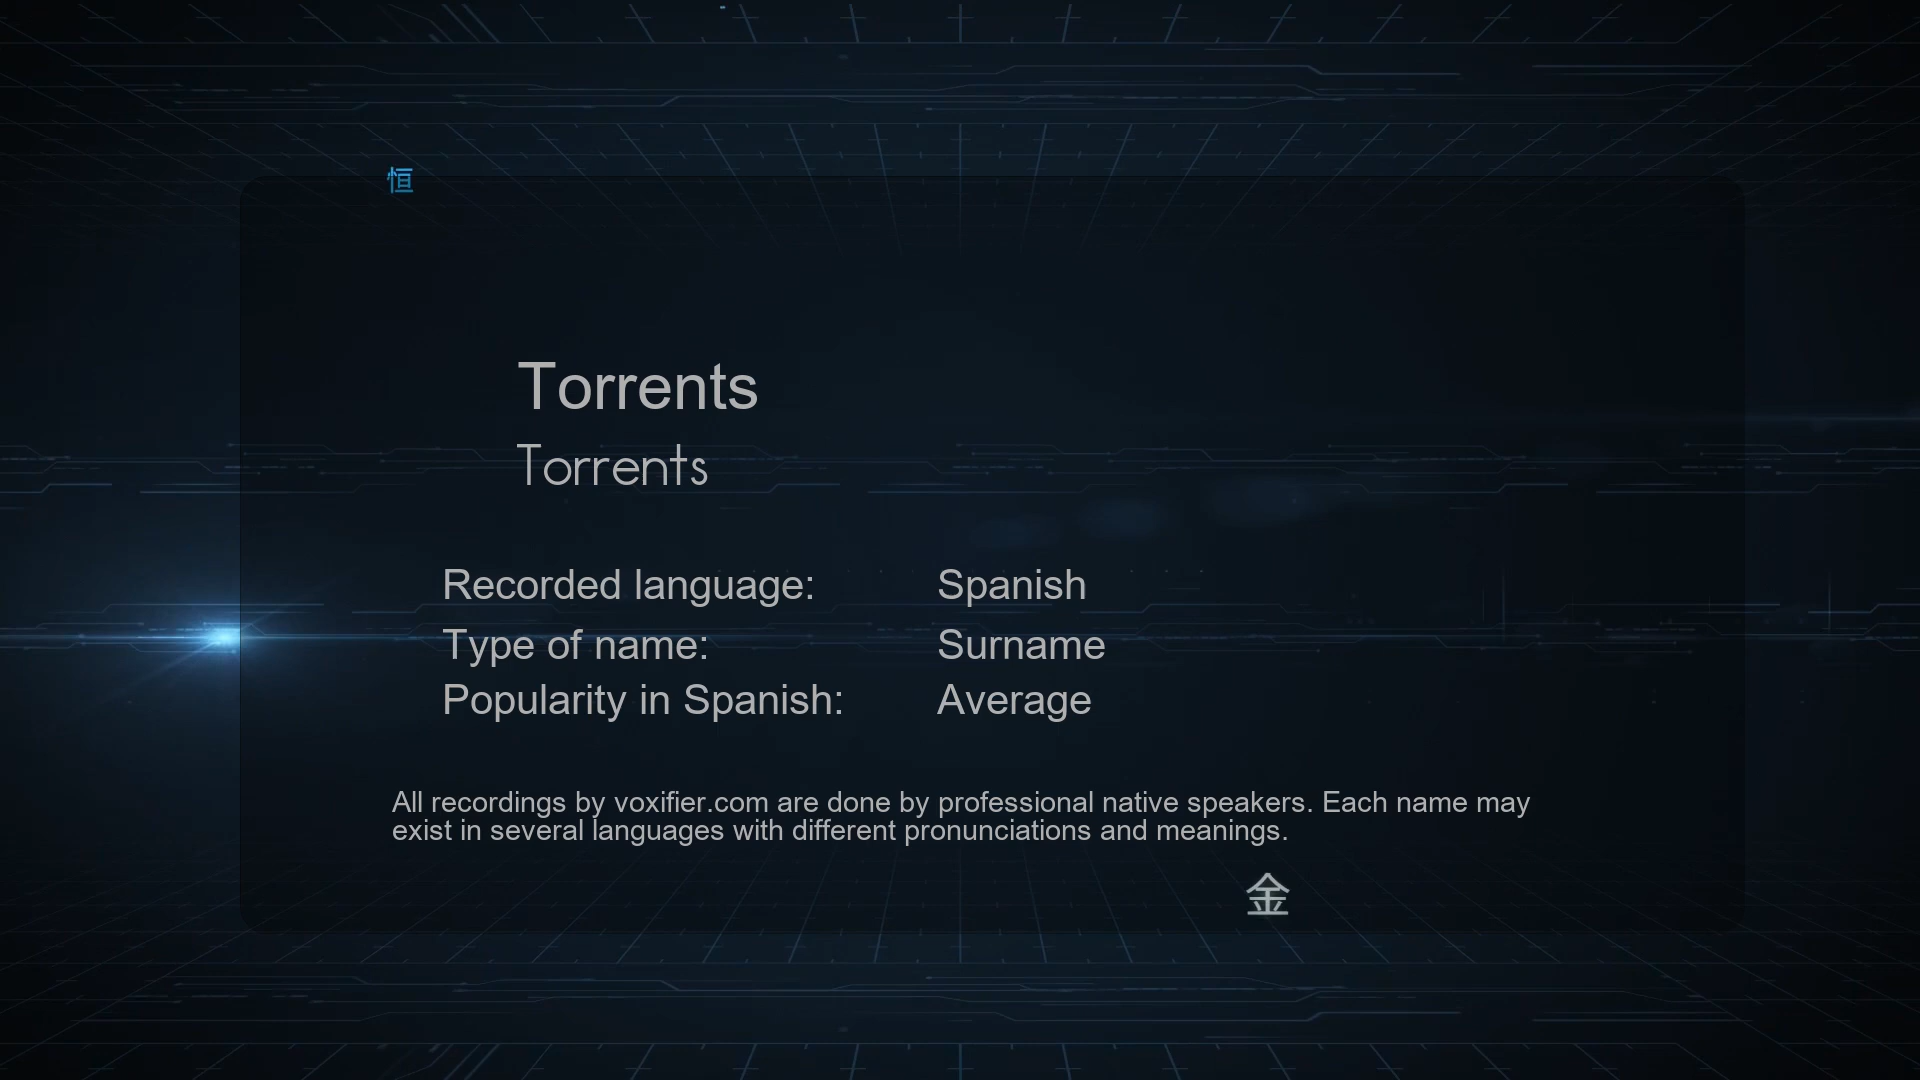 恒
Torrents
Torrents
Recorded language: Spanish
Type of name: Surname
Popularity in Spanish: Average
All recordings by voxifier.com are done by professional native speakers. Each name may
exist in several languages with different pronunciations and meanings.
金